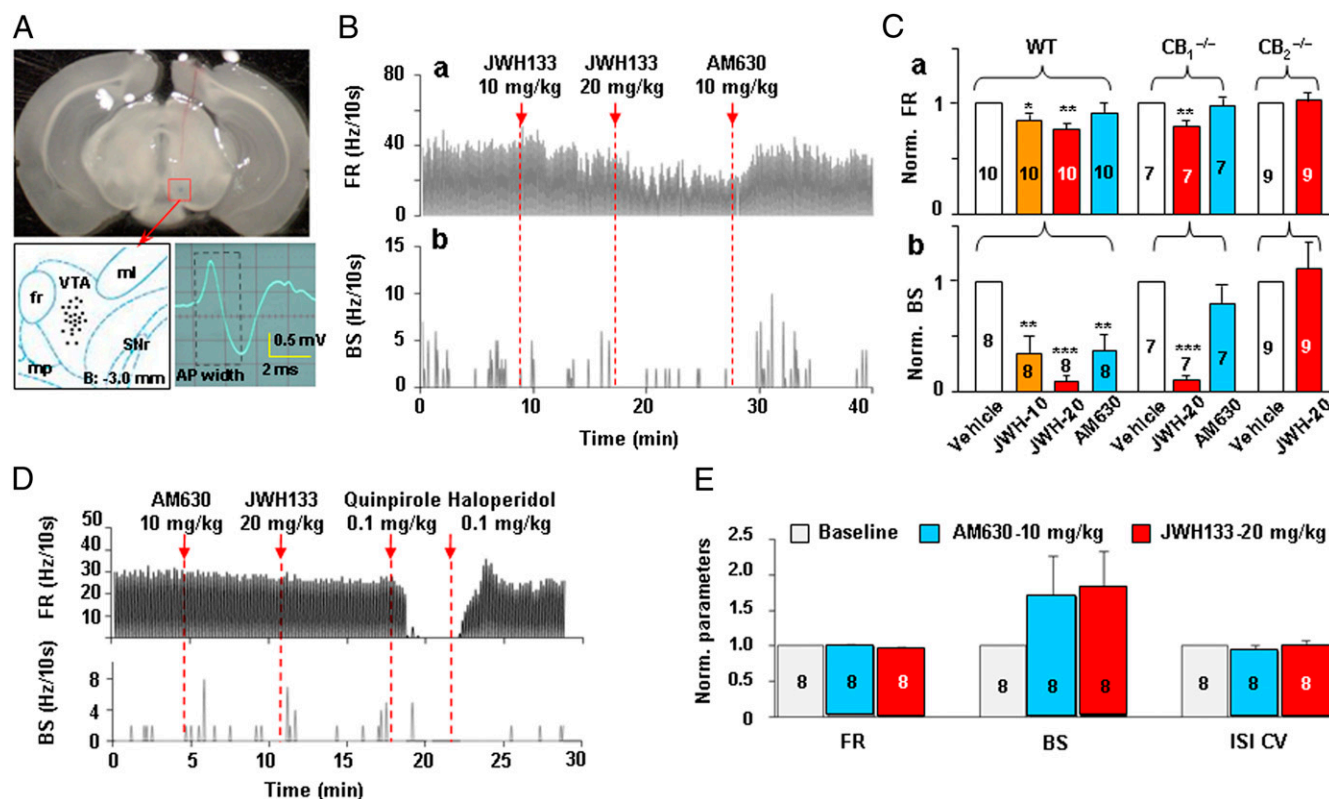 A
VTA
ml
fr
SNr
mp
B: -3.0 mm
0.5 mV
2 ms
AP width
B
a
JWH133
10 mg/kg
JWH133
20 mg/kg
AM630
10 mg/kg
FR (Hz/10s)
80
40
0
b
BS (Hz/10s)
15
10
5
0
0 10 20 30 40
Time (min)
C
WT CB1−/− CB2−/−
a
Norm. FR
1
0
* ** **
10 10 10 10 7 7 7 9 9
b
Norm. BS
1
0
** *** ** ***
8 8 8 8 7 7 7 9 9
Vehicle JWH-10 JWH-20 AM630 Vehicle JWH-20 AM630 Vehicle JWH-20
D
AM630
10 mg/kg
JWH133
20 mg/kg
Quinpirole
0.1 mg/kg
Haloperidol
0.1 mg/kg
FR (Hz/10s)
50
40
30
20
10
BS (Hz/10s)
8
4
0
0 5 10 15 20 25 30
Time (min)
E
Baseline AM630-10 mg/kg JWH133-20 mg/kg
Norm. parameters
2.5
2.0
1.5
1.0
0.5
0
8 8 8 8 8 8 8 8 8
FR BS ISI CV